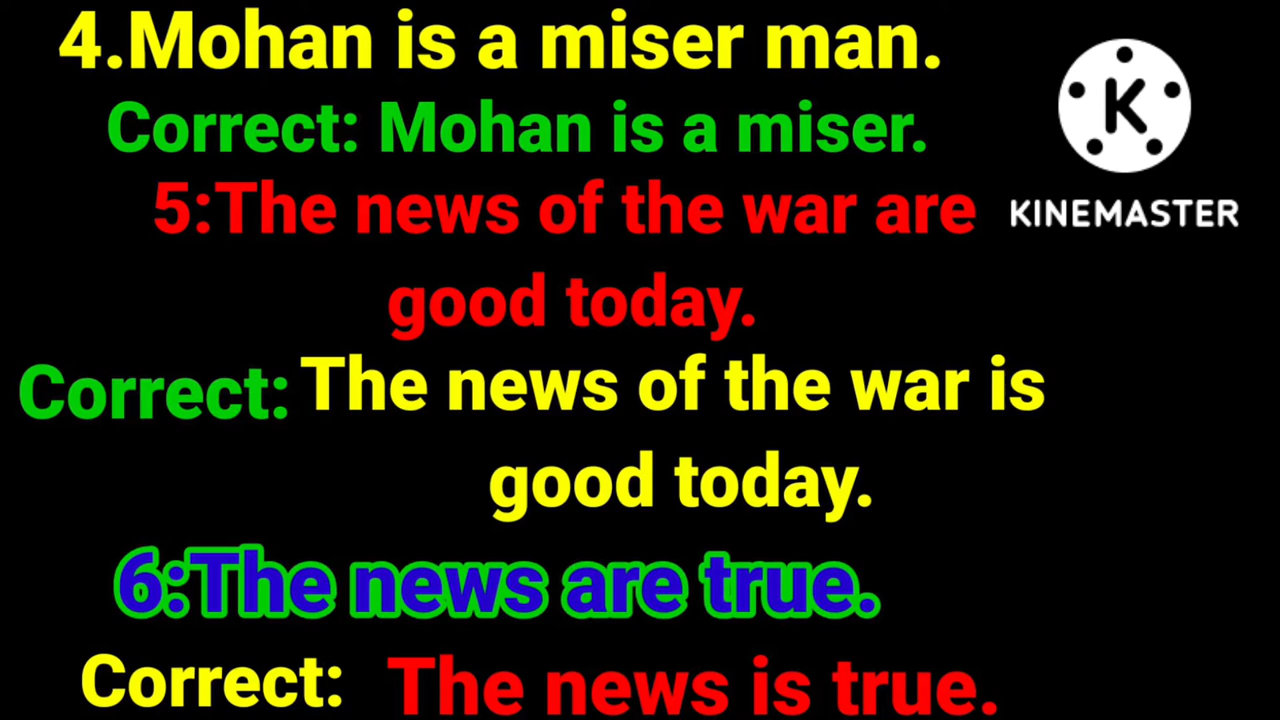 4.Mohan is a miser man.
Correct: Mohan is a miser.
5:The news of the war are
good today.
Correct: The news of the war is
good today.
6:The news are true.
Correct: The news is true.
K
KINEMASTER